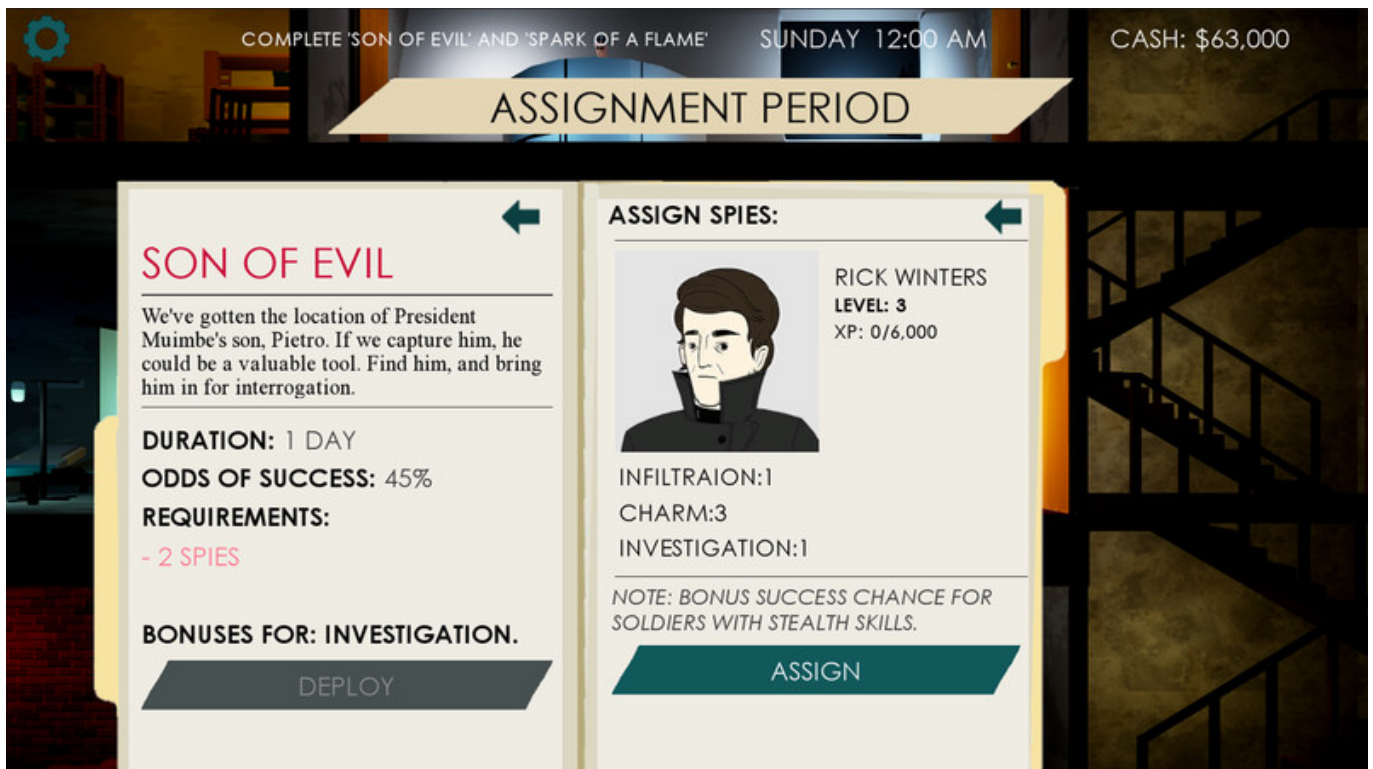 COMPLETE 'SON OF EVIL' AND 'SPARK OF A FLAME'
SUNDAY 12:00 AM
CASH: $63,000
ASSIGNMENT PERIOD
SON OF EVIL
We've gotten the location of President
Muimbe's son, Pietro. If we capture him, he
could be a valuable tool. Find him, and bring
him in for interrogation.
DURATION: 1 DAY
ODDS OF SUCCESS: 45%
REQUIREMENTS:
- 2 SPIES
BONUSES FOR: INVESTIGATION.
DEPLOY
ASSIGN SPIES:
RICK WINTERS
LEVEL: 3
XP: 0/6,000
INFILTRAION:1
CHARM:3
INVESTIGATION:1
NOTE: BONUS SUCCESS CHANCE FOR
SOLDIERS WITH STEALTH SKILLS.
ASSIGN